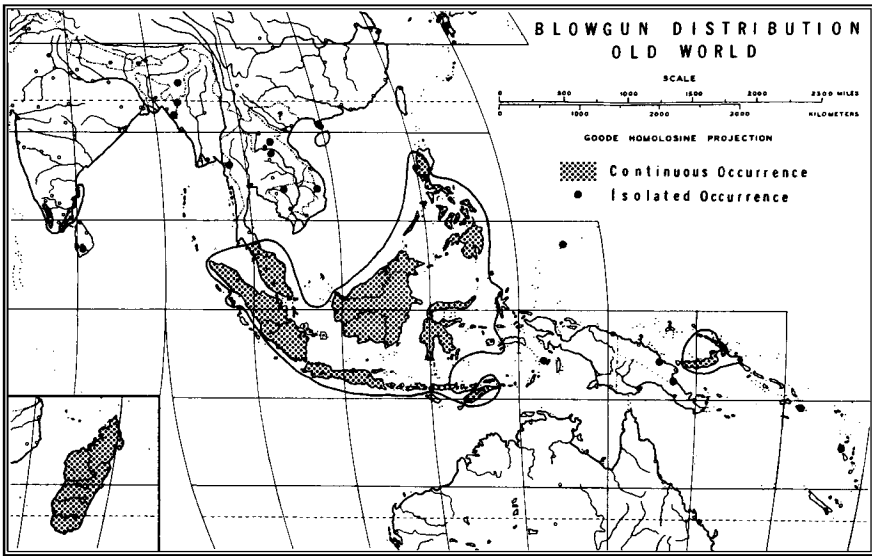 BLOWGUN DISTRIBUTION
OLD WORLD
SCALE
0 500 1000 1500 2000 2500 MILES
0 1000 2000 3000 KILOMETERS
GOODE HOMOLOSINE PROJECTION
Continuous Occurrence
Isolated Occurrence
?